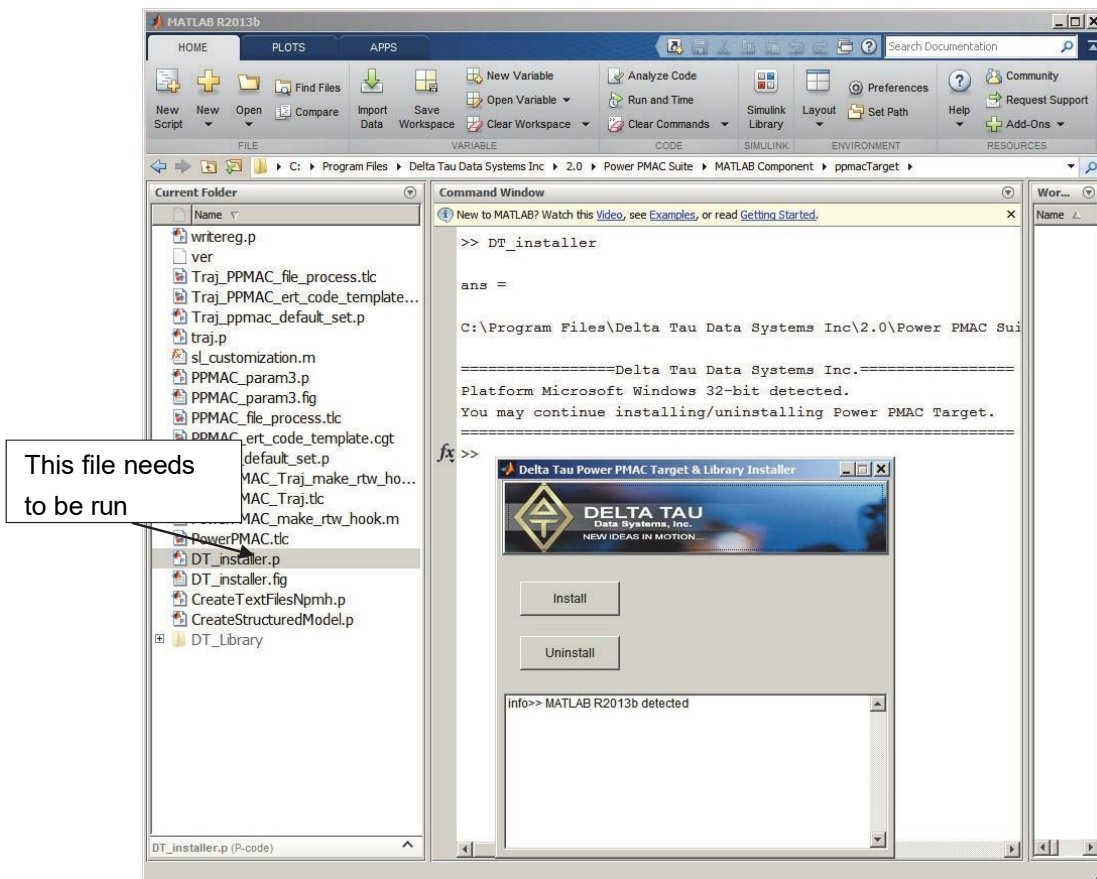 MATLAB R2013b
HOME PLOTS APPS
Search Documentation
New Script
New
Open
Find Files
Compare
Import Data
Save Workspace
New Variable
Open Variable
Clear Workspace
Analyze Code
Run and Time
Clear Commands
Simulink Library
Layout
Preferences
Set Path
Help
Community
Request Support
Add-Ons
FILE VARIABLE CODE SIMULINK ENVIRONMENT RESOURCES
C: Program Files Delta Tau Data Systems Inc 2.0 Power PMAC Suite MATLAB Component ppmacTarget
Current Folder
Name
writereg.p
ver
Traj_PPMAC_file_process.tlc
Traj_PPMAC_ert_code_template...
Traj_ppmac_default_set.p
traj.p
sl_customization.m
PPMAC_param3.p
PPMAC_param3.fig
PPMAC_file_process.tlc
PPMAC_ert_code_template.cgt
default_set.p
MAC_Traj_make_rtw_ho...
MAC_Traj.tlc
PowerPMAC_make_rtw_hook.m
PowerPMAC.tlc
DT_installer.p
DT_installer.fig
CreateTextFilesNpmh.p
CreateStructuredModel.p
DT_Library
DT_installer.p (P-code)
This file needs
to be run
Command Window
New to MATLAB? Watch this Video, see Examples, or read Getting Started.
>> DT_installer
ans =
C:\Program Files\Delta Tau Data Systems Inc\2.0\Power PMAC Sui
=================Delta Tau Data Systems Inc.=================
Platform Microsoft Windows 32-bit detected.
You may continue installing/uninstalling Power PMAC Target.
=============================================================
fx >>
Delta Tau Power PMAC Target & Library Installer
DELTA TAU
Data Systems, Inc.
NEW IDEAS IN MOTION...
Install
Uninstall
info>> MATLAB R2013b detected
Wor...
Name